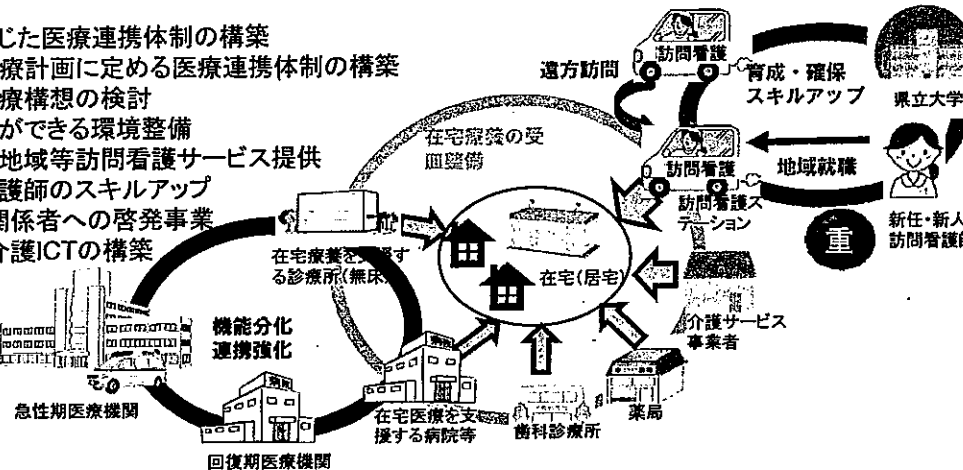 じた医療連携体制の構築
療計画に定める医療連携体制の構築
療構想の検討
ができる環境整備
地域等訪問看護サービス提供
護師のスキルアップ
関係者への啓発事業
介護ICTの構築
訪問看護
遠方訪問
育成・確保
スキルアップ
県立大学
在宅療養の受
皿整備
訪問看護
地域就職
訪問看護ス
テーション
重
新任・新人
訪問看護師
在宅療養を支援す
る診療所(無床)
在宅(居宅)
介護サービス
事業者
機能分化
連携強化
病院
病院
急性期医療機関
在宅医療を支
援する病院等
歯科診療所
薬局
回復期医療機関